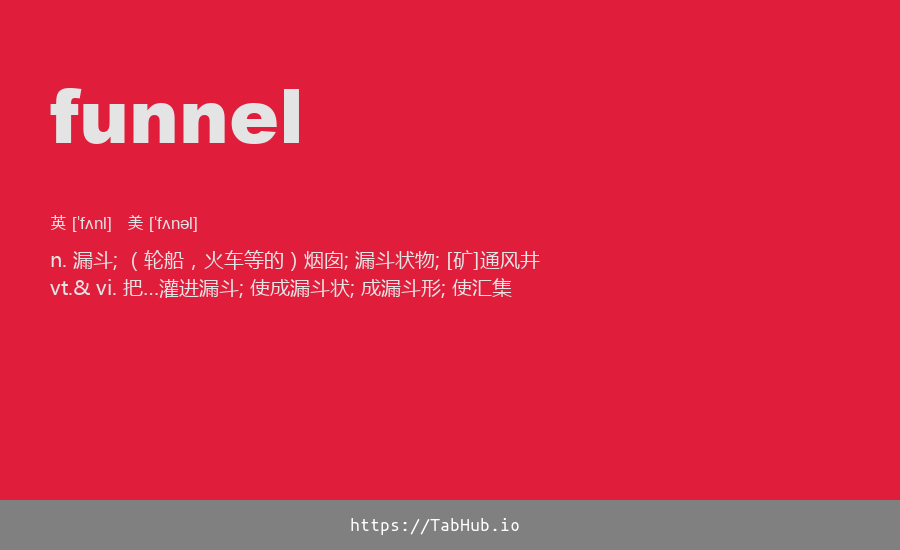 funnel
英 ['fʌnl] 美 ['fʌnəl]
n. 漏斗; （轮船，火车等的）烟囱; 漏斗状物; [矿]通风井
vt.& vi. 把…灌进漏斗; 使成漏斗状; 成漏斗形; 使汇集
https://TabHub.io